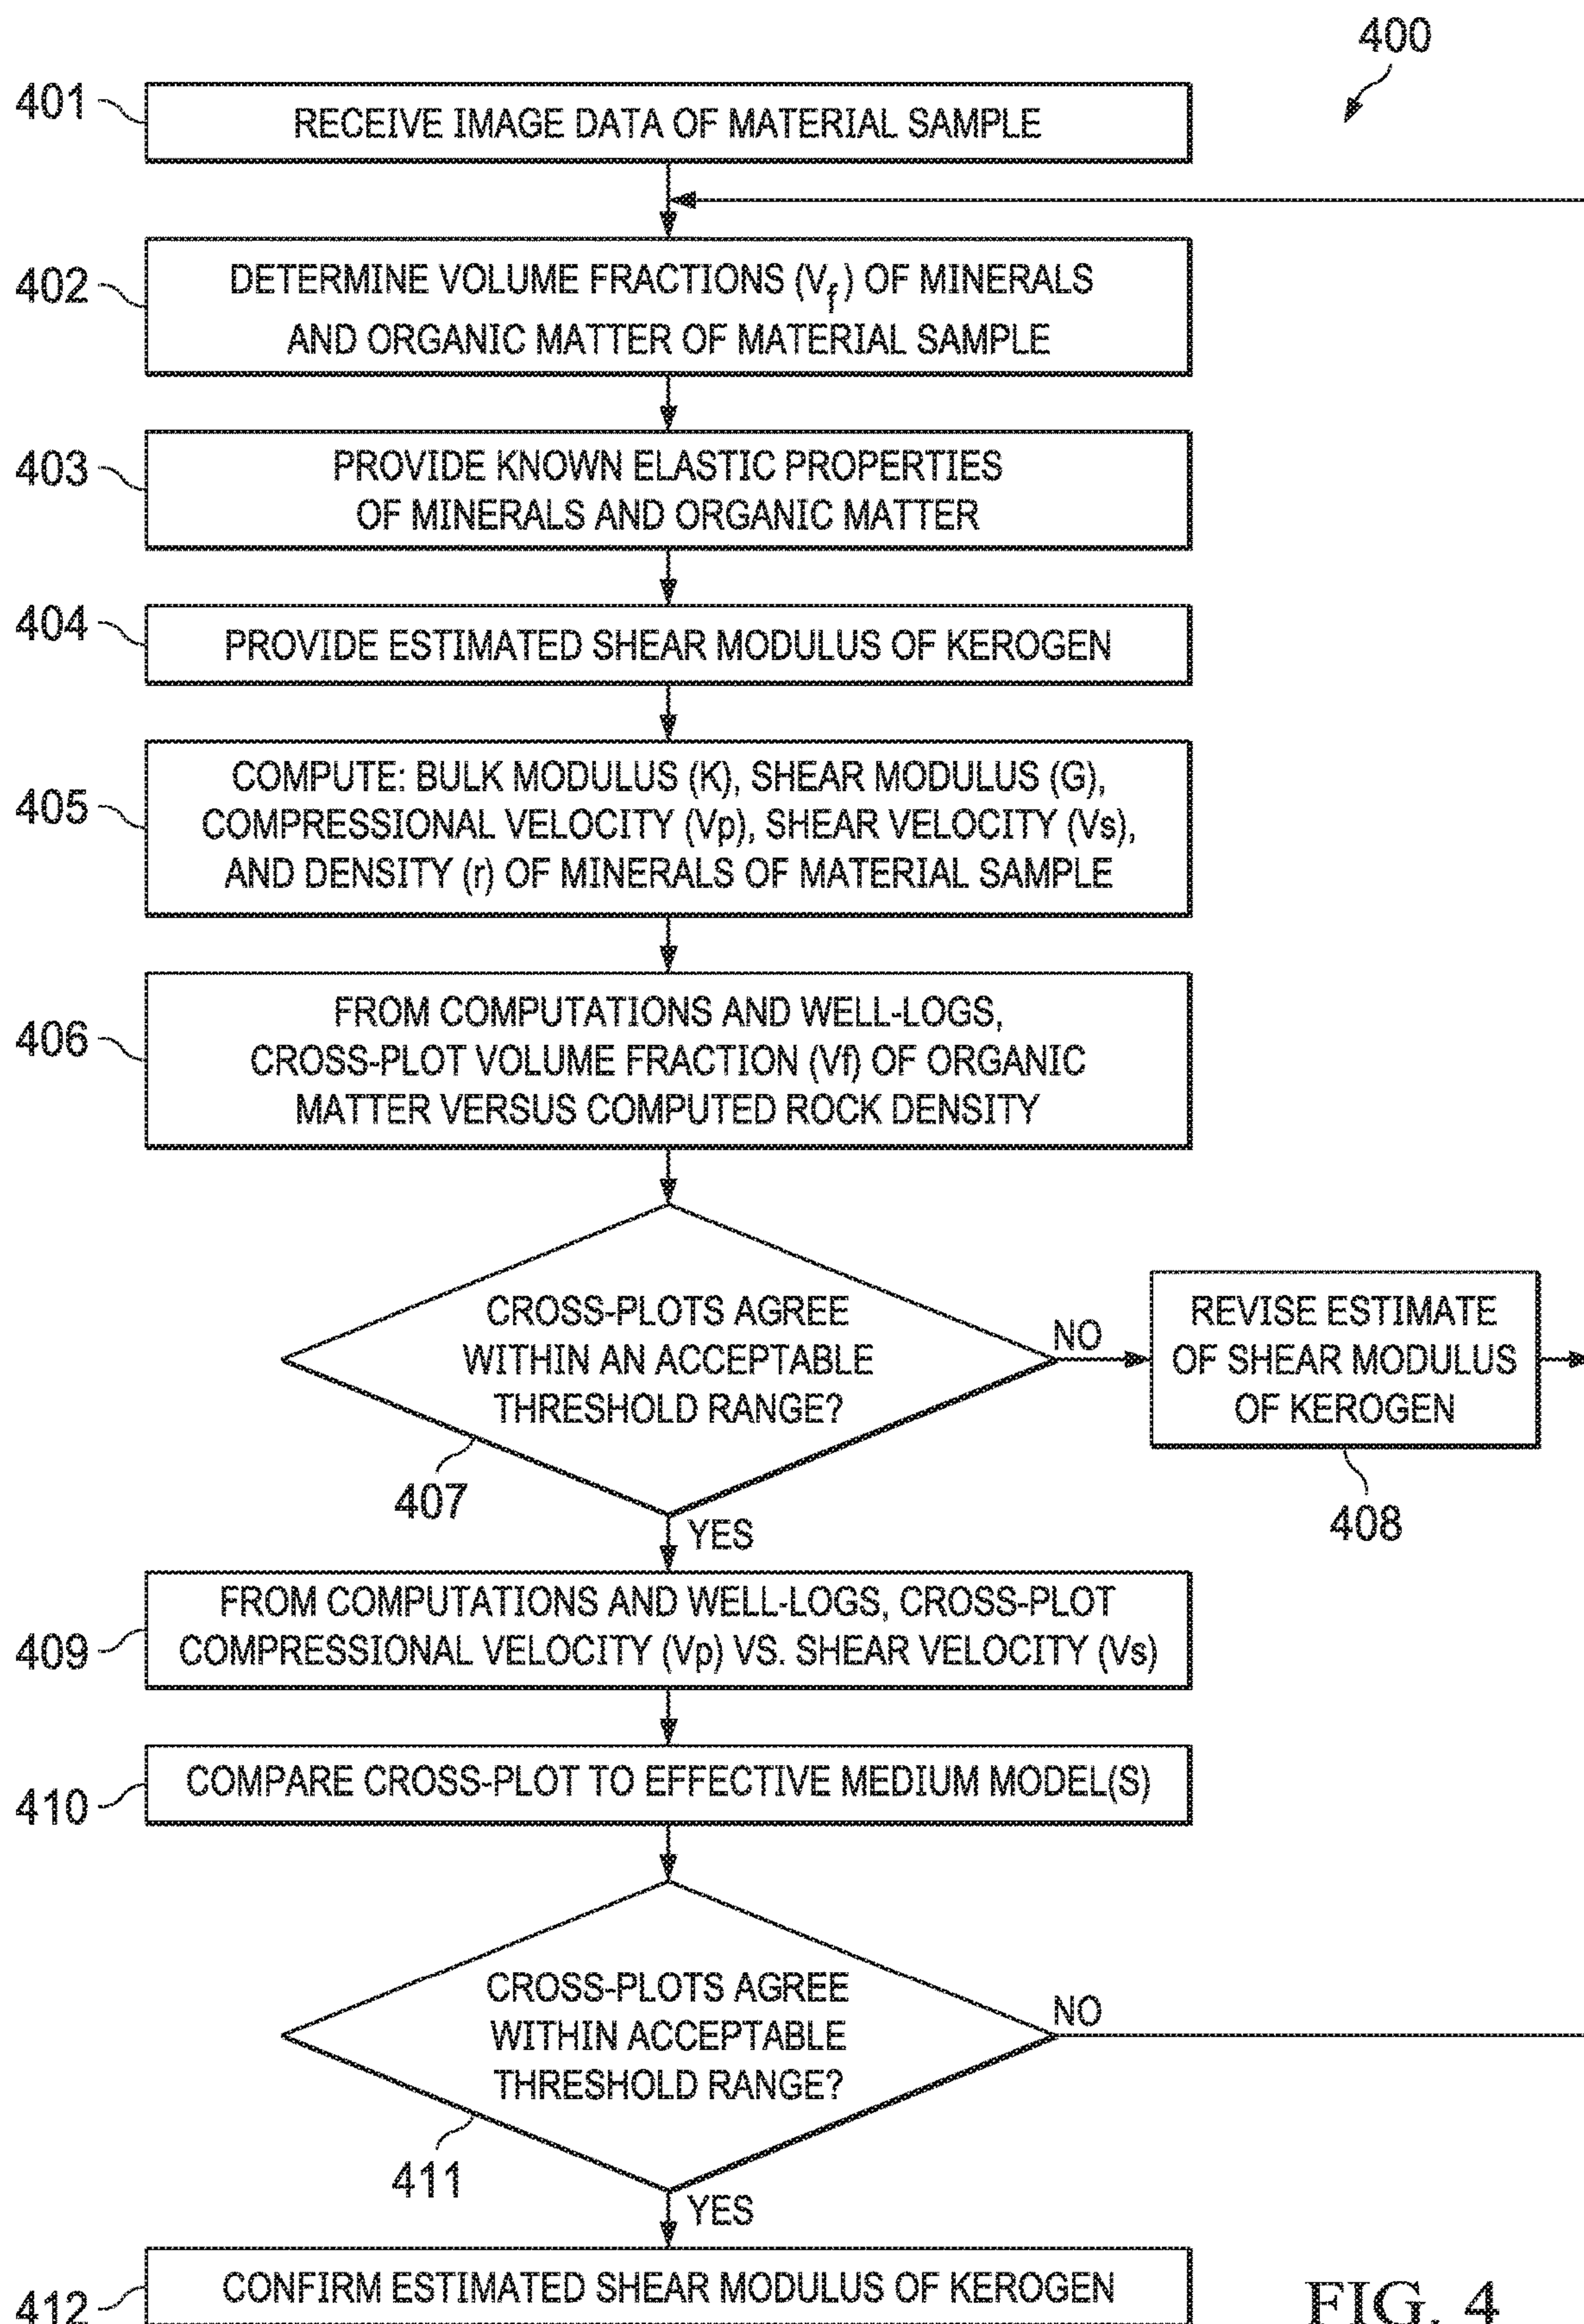 400
401
RECEIVE IMAGE DATA OF MATERIAL SAMPLE
402
DETERMINE VOLUME FRACTIONS (Vf) OF MINERALS
AND ORGANIC MATTER OF MATERIAL SAMPLE
403
PROVIDE KNOWN ELASTIC PROPERTIES
OF MINERALS AND ORGANIC MATTER
404
PROVIDE ESTIMATED SHEAR MODULUS OF KEROGEN
405
COMPUTE: BULK MODULUS (K), SHEAR MODULUS (G),
COMPRESSIONAL VELOCITY (Vp), SHEAR VELOCITY (Vs),
AND DENSITY (r) OF MINERALS OF MATERIAL SAMPLE
406
FROM COMPUTATIONS AND WELL-LOGS,
CROSS-PLOT VOLUME FRACTION (Vf) OF ORGANIC
MATTER VERSUS COMPUTED ROCK DENSITY
CROSS-PLOTS AGREE
WITHIN AN ACCEPTABLE
THRESHOLD RANGE?
407
NO
REVISE ESTIMATE
OF SHEAR MODULUS
OF KEROGEN
408
YES
409
FROM COMPUTATIONS AND WELL-LOGS, CROSS-PLOT
COMPRESSIONAL VELOCITY (Vp) VS. SHEAR VELOCITY (Vs)
410
COMPARE CROSS-PLOT TO EFFECTIVE MEDIUM MODEL(S)
CROSS-PLOTS AGREE
WITHIN ACCEPTABLE
THRESHOLD RANGE?
411
NO
YES
412
CONFIRM ESTIMATED SHEAR MODULUS OF KEROGEN
FIG. 4